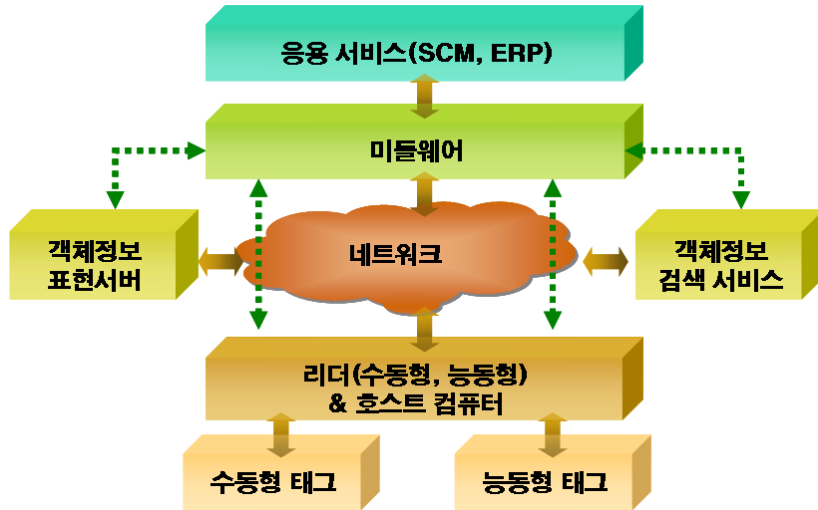 응용 서비스(SCM, ERP)
미들웨어
객체정보
표현서버
네트워크
객체정보
검색 서비스
리더(수동형, 능동형)
& 호스트 컴퓨터
수동형 태그
능동형 태그